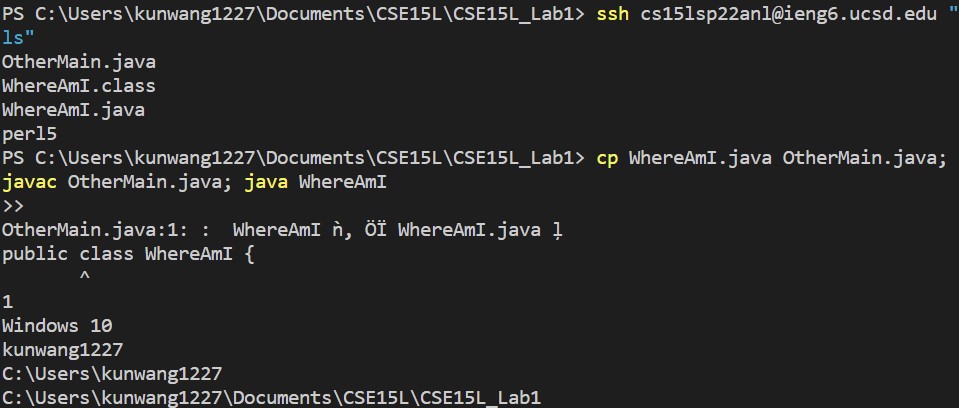 PS C:\Users\kunwang1227\Documents\CSE15L\CSE15L_Lab1> ssh cs15lsp22anl@ieng6.ucsd.edu "
ls"
OtherMain.java
WhereAmI.class
WhereAmI.java
perl5
PS C:\Users\kunwang1227\Documents\CSE15L\CSE15L_Lab1> cp WhereAmI.java OtherMain.java;
javac OtherMain.java; java WhereAmI
>>
OtherMain.java:1: :  WhereAmI ǹ, ÖÏ WhereAmI.java ļ
public class WhereAmI {
       ^
1
Windows 10
kunwang1227
C:\Users\kunwang1227
C:\Users\kunwang1227\Documents\CSE15L\CSE15L_Lab1